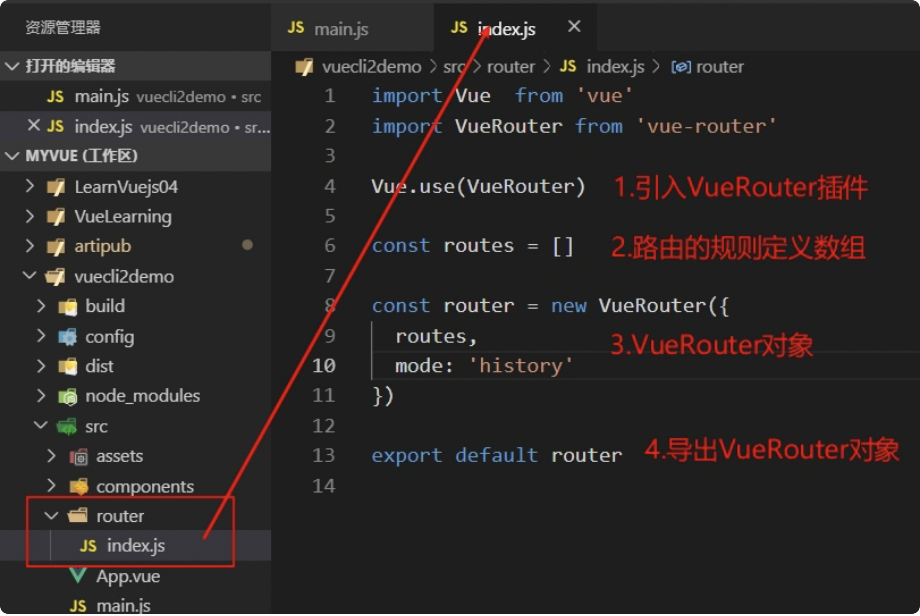 资源管理器
JS main.js
JS index.js ×
打开的编辑器
JS main.js vuecli2demo • src
× JS index.js vuecli2demo • sr...
MYVUE (工作区)
LearnVuejs04
VueLearning
artipub
vuecli2demo
build
config
dist
node_modules
src
assets
components
router
JS index.js
App.vue
JS main.js
vuecli2demo > src > router > JS index.js > router
1 import Vue from 'vue'
2 import VueRouter from 'vue-router'
3
4 Vue.use(VueRouter) 1.引入VueRouter插件
5
6 const routes = [] 2.路由的规则定义数组
7
8 const router = new VueRouter({
9 routes, 3.VueRouter对象
10 mode: 'history'
11 })
12
13 export default router 4.导出VueRouter对象
14